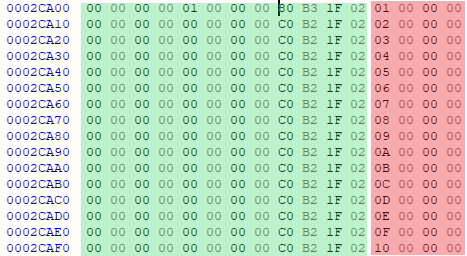 0002CA00 00 00 00 00 01 00 00 00 B0 B3 1F 02 01 00 00 00
0002CA10 00 00 00 00 00 00 00 00 C0 B2 1F 02 02 00 00 00
0002CA20 00 00 00 00 00 00 00 00 C0 B2 1F 02 03 00 00 00
0002CA30 00 00 00 00 00 00 00 00 C0 B2 1F 02 04 00 00 00
0002CA40 00 00 00 00 00 00 00 00 C0 B2 1F 02 05 00 00 00
0002CA50 00 00 00 00 00 00 00 00 C0 B2 1F 02 06 00 00 00
0002CA60 00 00 00 00 00 00 00 00 C0 B2 1F 02 07 00 00 00
0002CA70 00 00 00 00 00 00 00 00 C0 B2 1F 02 08 00 00 00
0002CA80 00 00 00 00 00 00 00 00 C0 B2 1F 02 09 00 00 00
0002CA90 00 00 00 00 00 00 00 00 C0 B2 1F 02 0A 00 00 00
0002CAA0 00 00 00 00 00 00 00 00 C0 B2 1F 02 0B 00 00 00
0002CAB0 00 00 00 00 00 00 00 00 C0 B2 1F 02 0C 00 00 00
0002CAC0 00 00 00 00 00 00 00 00 C0 B2 1F 02 0D 00 00 00
0002CAD0 00 00 00 00 00 00 00 00 C0 B2 1F 02 0E 00 00 00
0002CAE0 00 00 00 00 00 00 00 00 C0 B2 1F 02 0F 00 00 00
0002CAF0 00 00 00 00 00 00 00 00 C0 B2 1F 02 10 00 00 00